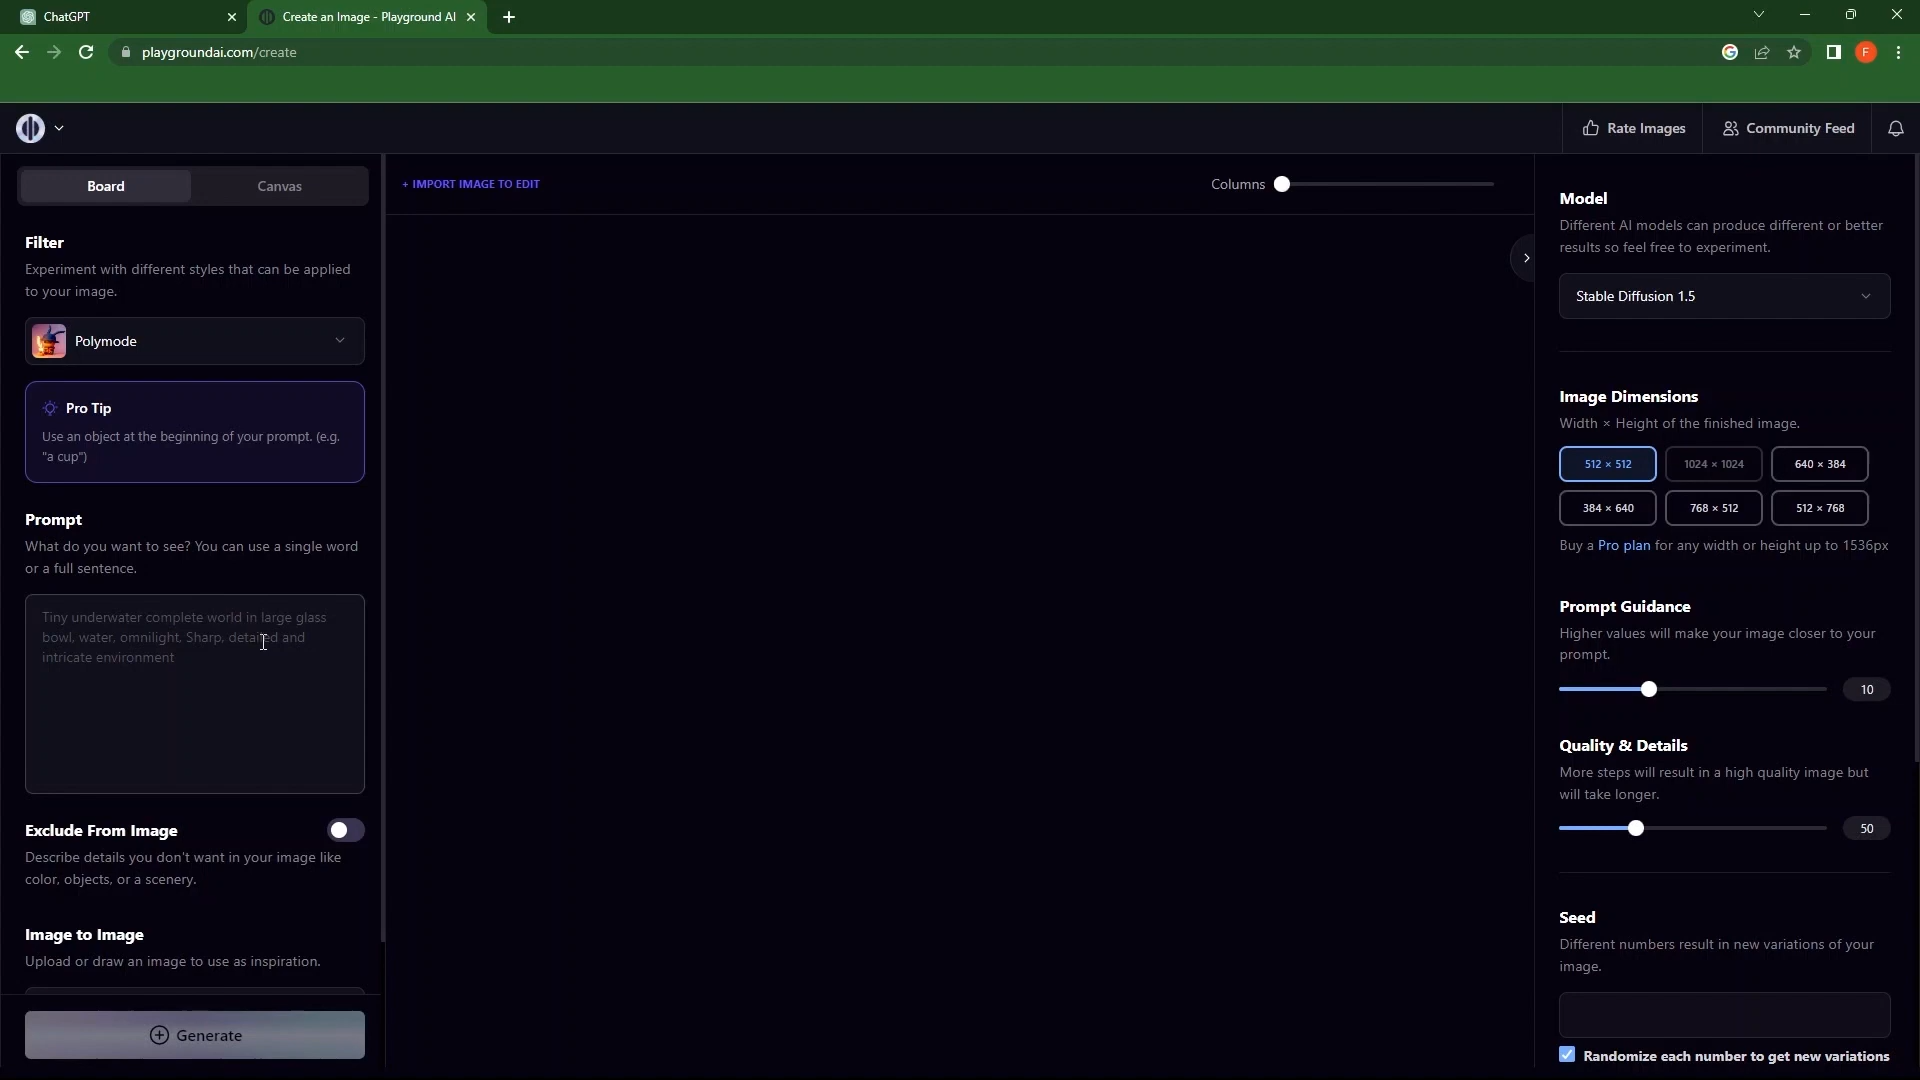 ChatGPT
Create an Image - Playground AI
playgroundai.com/create
F
Rate Images
Community Feed
Board
Canvas
+ IMPORT IMAGE TO EDIT
Columns
Filter
Experiment with different styles that can be applied
to your image.
Polymode
Pro Tip
Use an object at the beginning of your prompt. (e.g.
"a cup")
Prompt
What do you want to see? You can use a single word
or a full sentence.
Tiny underwater complete world in large glass
bowl, water, omnilight, Sharp, detailed and
intricate environment
Exclude From Image
Describe details you don't want in your image like
color, objects, or a scenery.
Image to Image
Upload or draw an image to use as inspiration.
Generate
Model
Different AI models can produce different or better
results so feel free to experiment.
Stable Diffusion 1.5
Image Dimensions
Width × Height of the finished image.
512 × 512
1024 × 1024
640 × 384
384 × 640
768 × 512
512 × 768
Buy a Pro plan for any width or height up to 1536px
Prompt Guidance
Higher values will make your image closer to your
prompt.
10
Quality & Details
More steps will result in a high quality image but
will take longer.
50
Seed
Different numbers result in new variations of your
image.
Randomize each number to get new variations